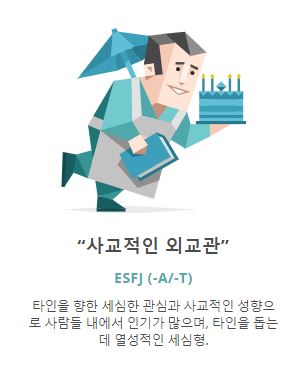 “사교적인 외교관”
ESFJ (-A/-T)
타인을 향한 세심한 관심과 사교적인 성향으
로 사람들 내에서 인기가 많으며, 타인을 돕는
데 열성적인 세심형.